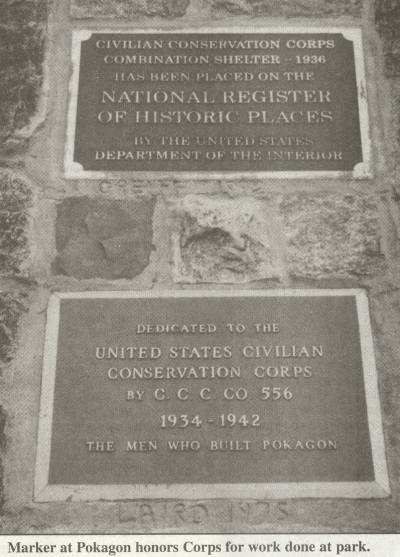 CIVILIAN CONSERVATION CORPS
COMBINATION SHELTER - 1936
HAS BEEN PLACED ON THE
NATIONAL REGISTER
OF HISTORIC PLACES
BY THE UNITED STATES
DEPARTMENT OF THE INTERIOR
DEDICATED TO THE
UNITED STATES CIVILIAN
CONSERVATION CORPS
BY C. C. C. CO 556
1934 - 1942
THE MEN WHO BUILT POKAGON
LAIRD
Marker at Pokagon honors Corps for work done at park.